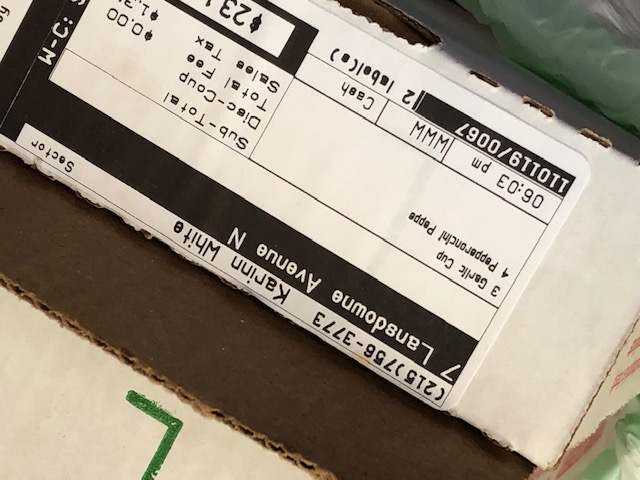 (215)756-3773 Karinn White Sector
7 Lansdowne Avenue N
3 Garlic Cup
4 Pepperoncini Peppe
06:03 pm WWW Cash
110119/0067 2 label(s)
Sub-Total
Disc-Coup
Total Fee $0.00
Sales Tax
$23.